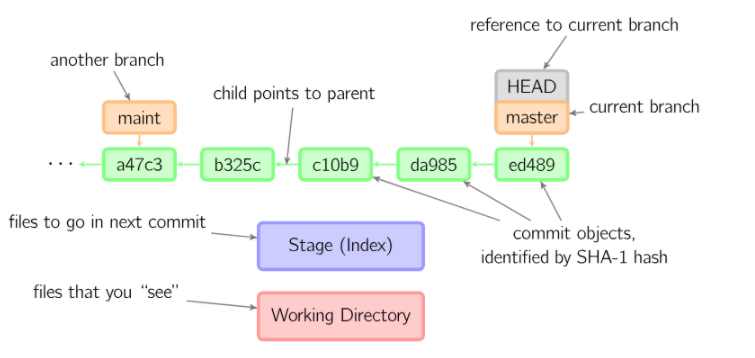 reference to current branch
another branch
HEAD
child points to parent
maint
master
current branch
...
a47c3
b325c
c10b9
da985
ed489
files to go in next commit
Stage (Index)
commit objects,
identified by SHA-1 hash
files that you “see”
Working Directory